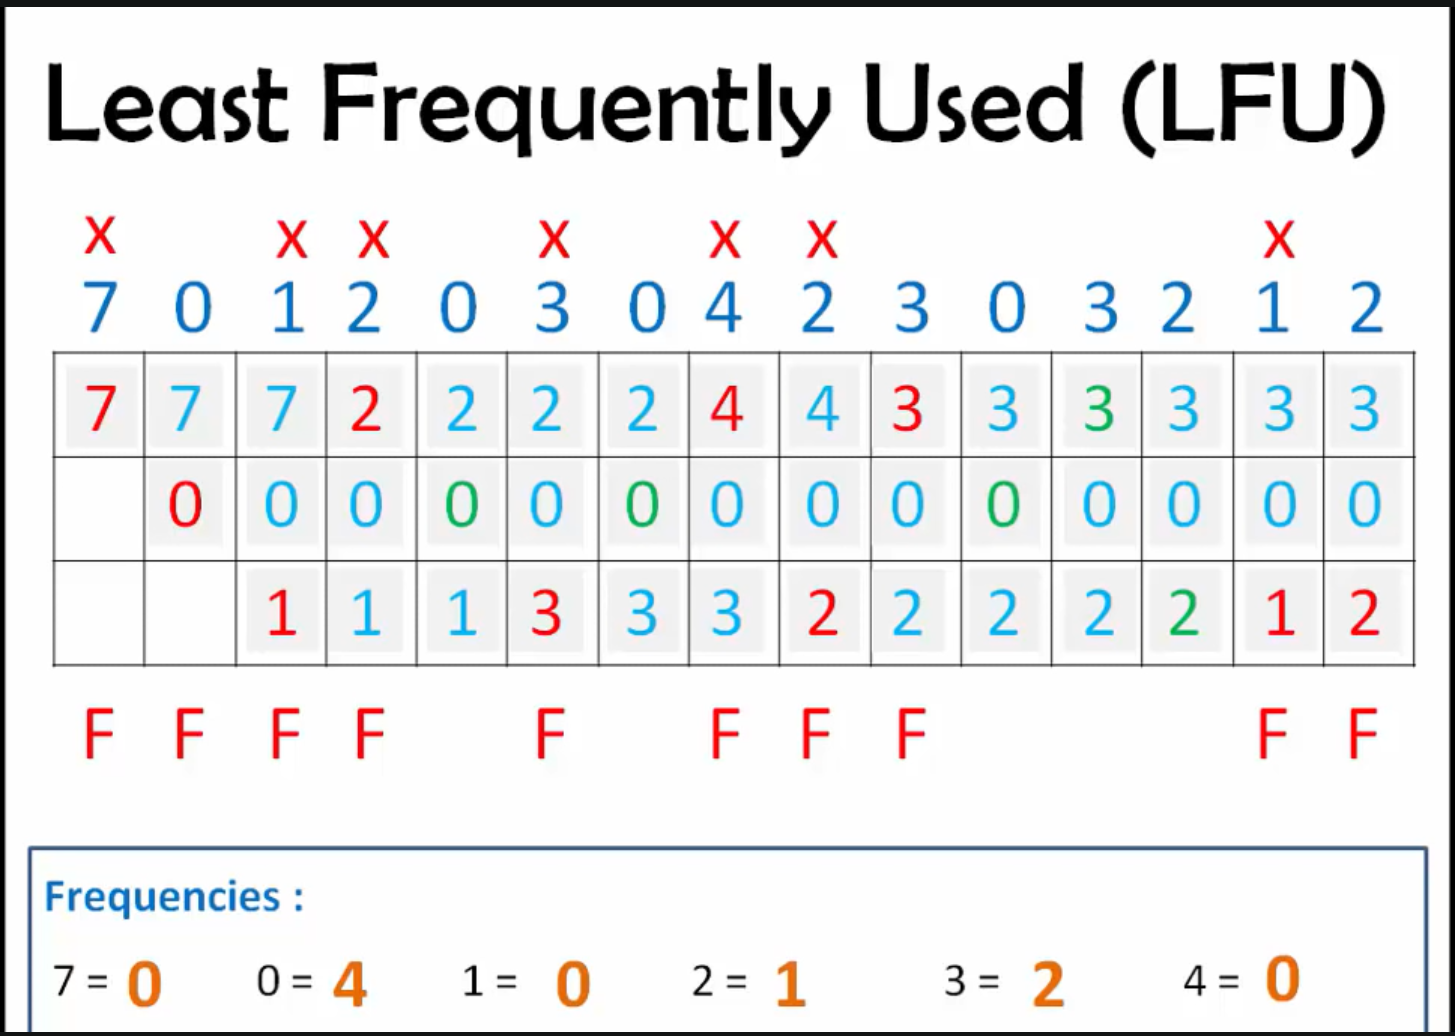 Least Frequently Used (LFU)
x x x x x x x
7 0 1 2 0 3 0 4 2 3 0 3 2 1 2
7 7 7 2 2 2 2 4 4 3 3 3 3 3 3
0 0 0 0 0 0 0 0 0 0 0 0 0 0
1 1 1 3 3 3 2 2 2 2 2 1 2
F F F F F F F F F F
Frequencies :
7 = 0 0 = 4 1 = 0 2 = 1 3 = 2 4 = 0